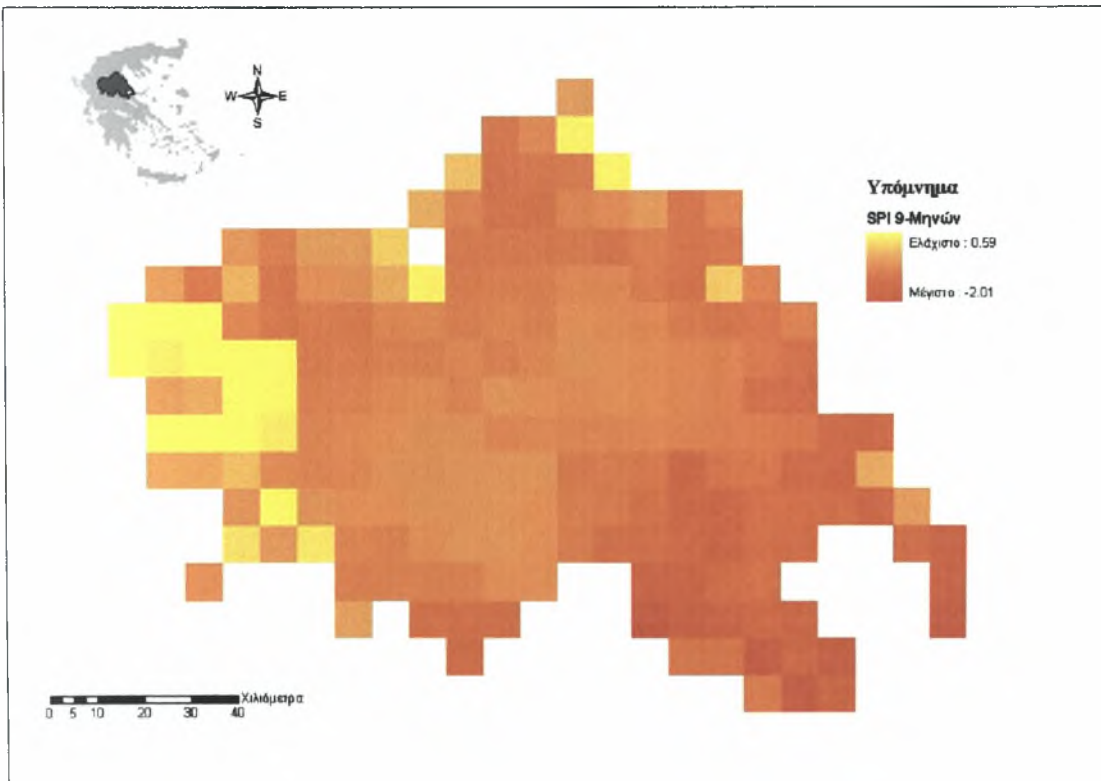 N
W E
S
Υπόμνημα
SPI 9-Μηνών
Ελάχιστο : 0.59
Μέγιστο : -2.01
Χιλιόμετρα
0 5 10 20 30 40